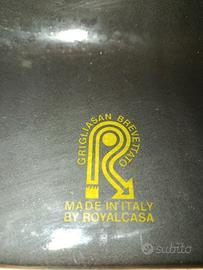 GRIGLIASAN BREVETTATO
R
MADE IN ITALY
BY ROYALCASA
subito